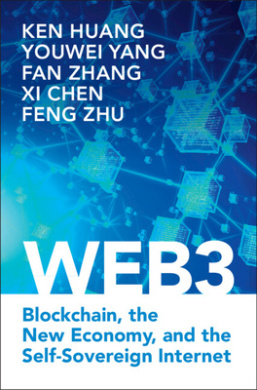 KEN HUANG
YOUWEI YANG
FAN ZHANG
XI CHEN
FENG ZHU
WEB3
Blockchain, the
New Economy, and the
Self-Sovereign Internet